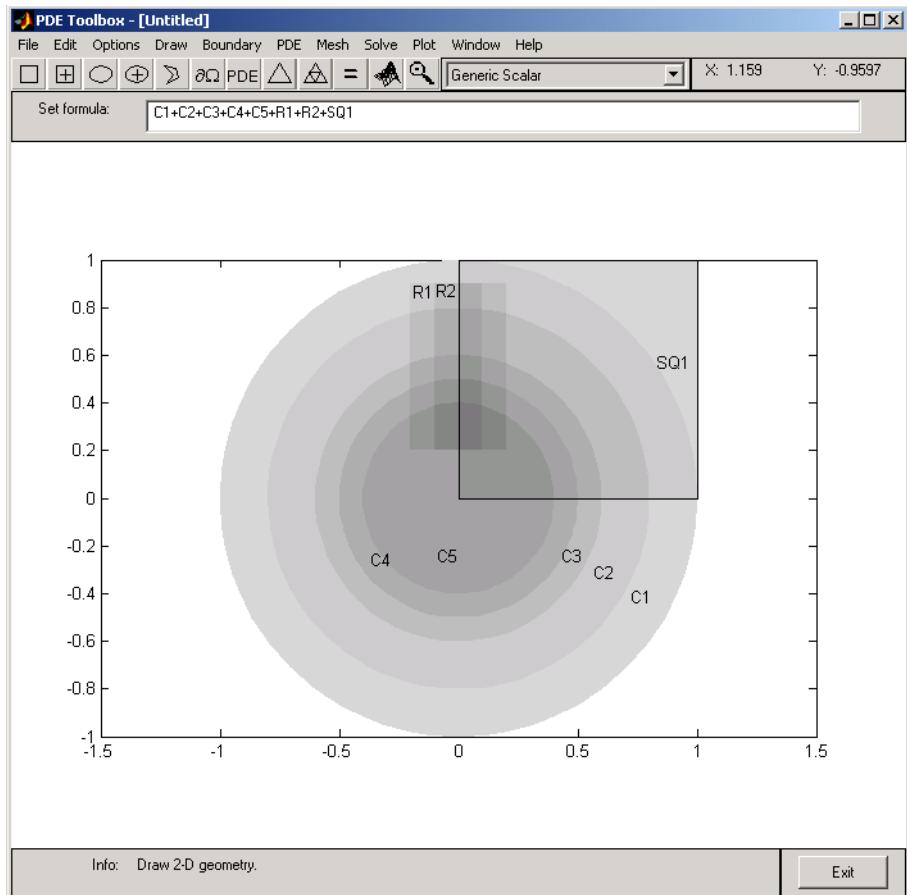 PDE Toolbox - [Untitled]
File Edit Options Draw Boundary PDE Mesh Solve Plot Window Help
∂Ω PDE = Generic Scalar X: 1.159 Y: -0.9597
Set formula: C1+C2+C3+C4+C5+R1+R2+SQ1
1
R1 R2
0.8
0.6
SQ1
0.4
0.2
0
-0.2
C4 C5 C3
C2
-0.4
C1
-0.6
-0.8
-1
-1.5 -1 -0.5 0 0.5 1 1.5
Info: Draw 2-D geometry. Exit